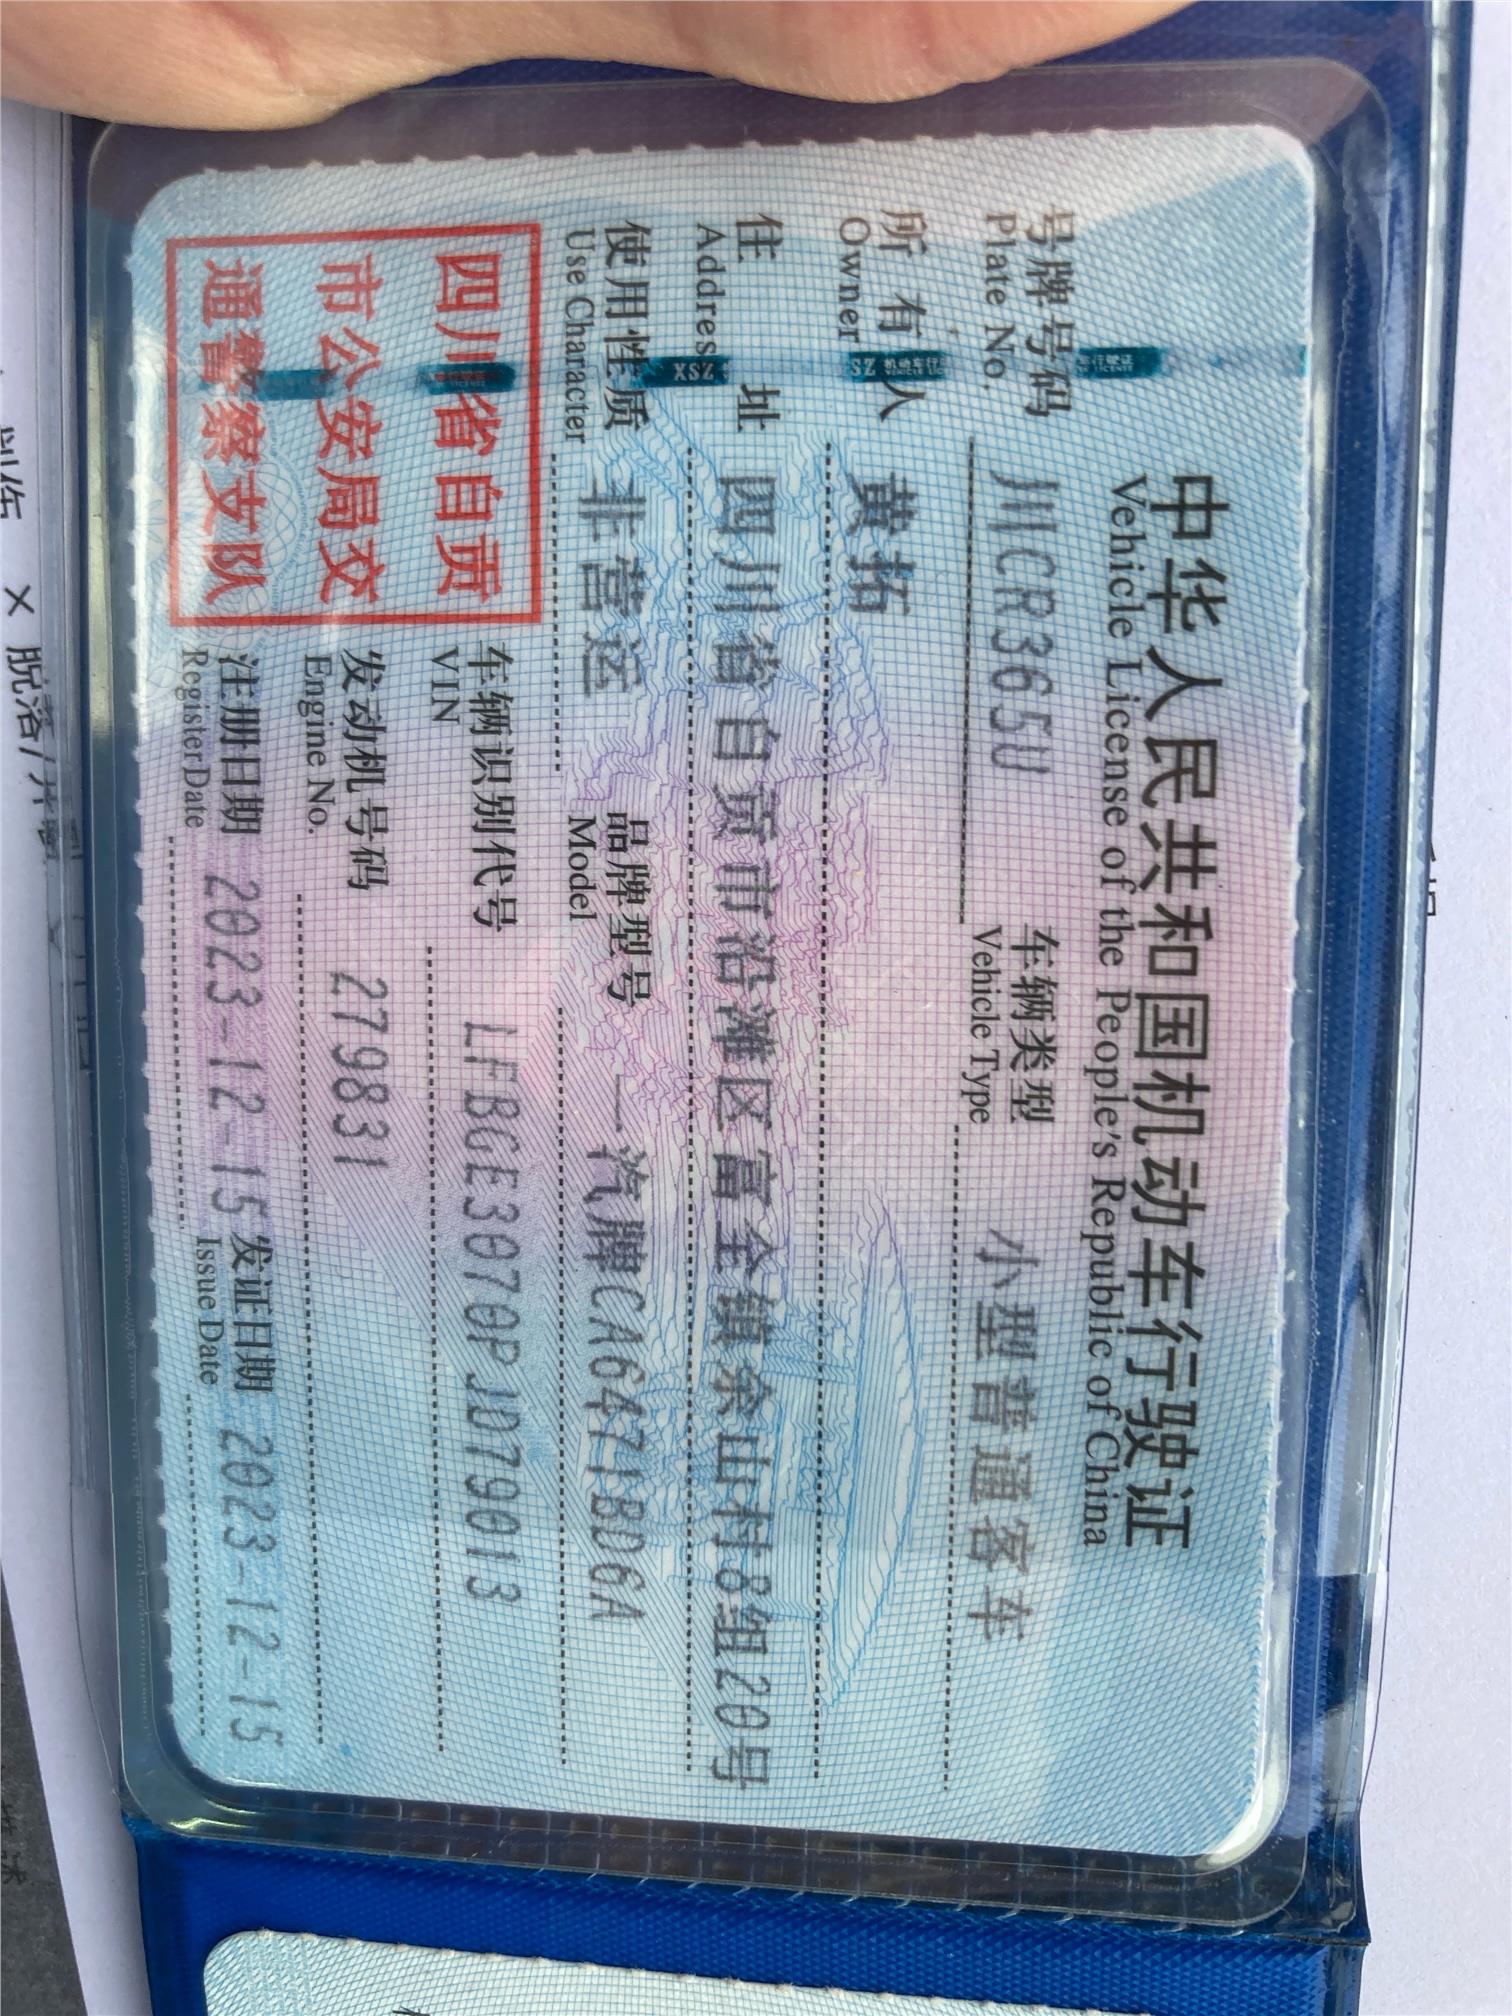 中华人民共和国机动车行驶证
Vehicle License of the People's Republic of China
号牌号码 川CR365U 车辆类型 小型普通客车
Plate No. Vehicle Type
所有人 黄拓
Owner
住址 四川省自贡市沿滩区富全镇余山村8组20号
Address
使用性质 非营运 品牌型号 一汽牌CA6471BD6A
Use Character Model
四川省自贡
市公安局交
通警察支队
车辆识别代号 LFBGE3070PJD79013
VIN
发动机号码 279831
Engine No.
注册日期 2023-12-15 发证日期 2023-12-15
Register Date Issue Date
ZSX
× 脱落/